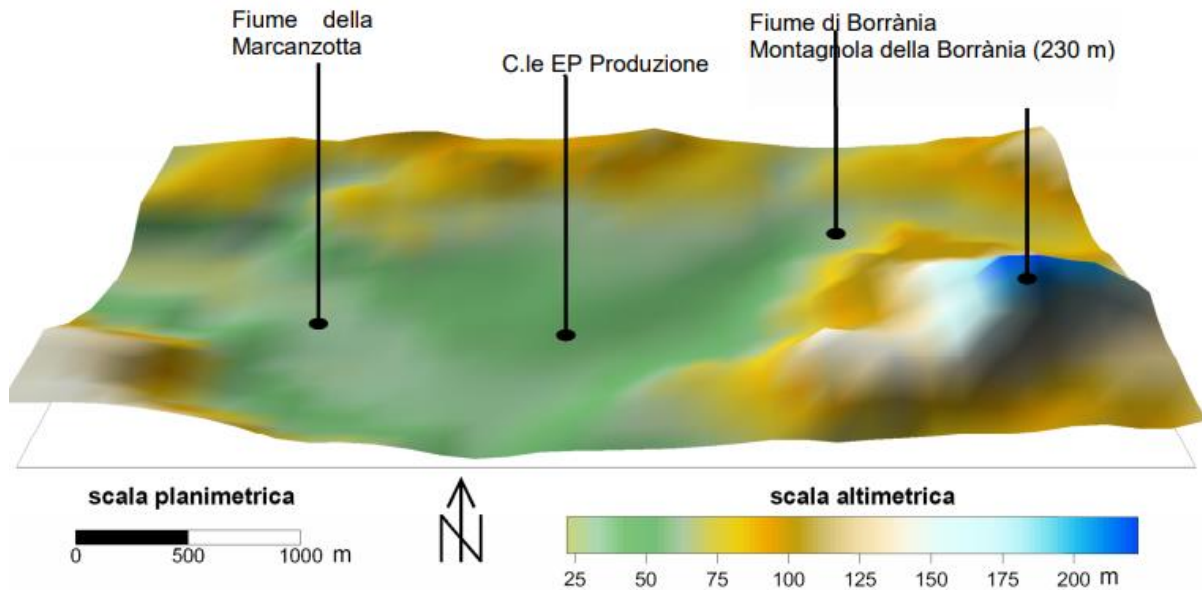 Fiume della
Marcanzotta
C.le EP Produzione
Fiume di Borrània
Montagnola della Borrània (230 m)
scala planimetrica
0 500 1000 m
N
scala altimetrica
25 50 75 100 125 150 175 200 m